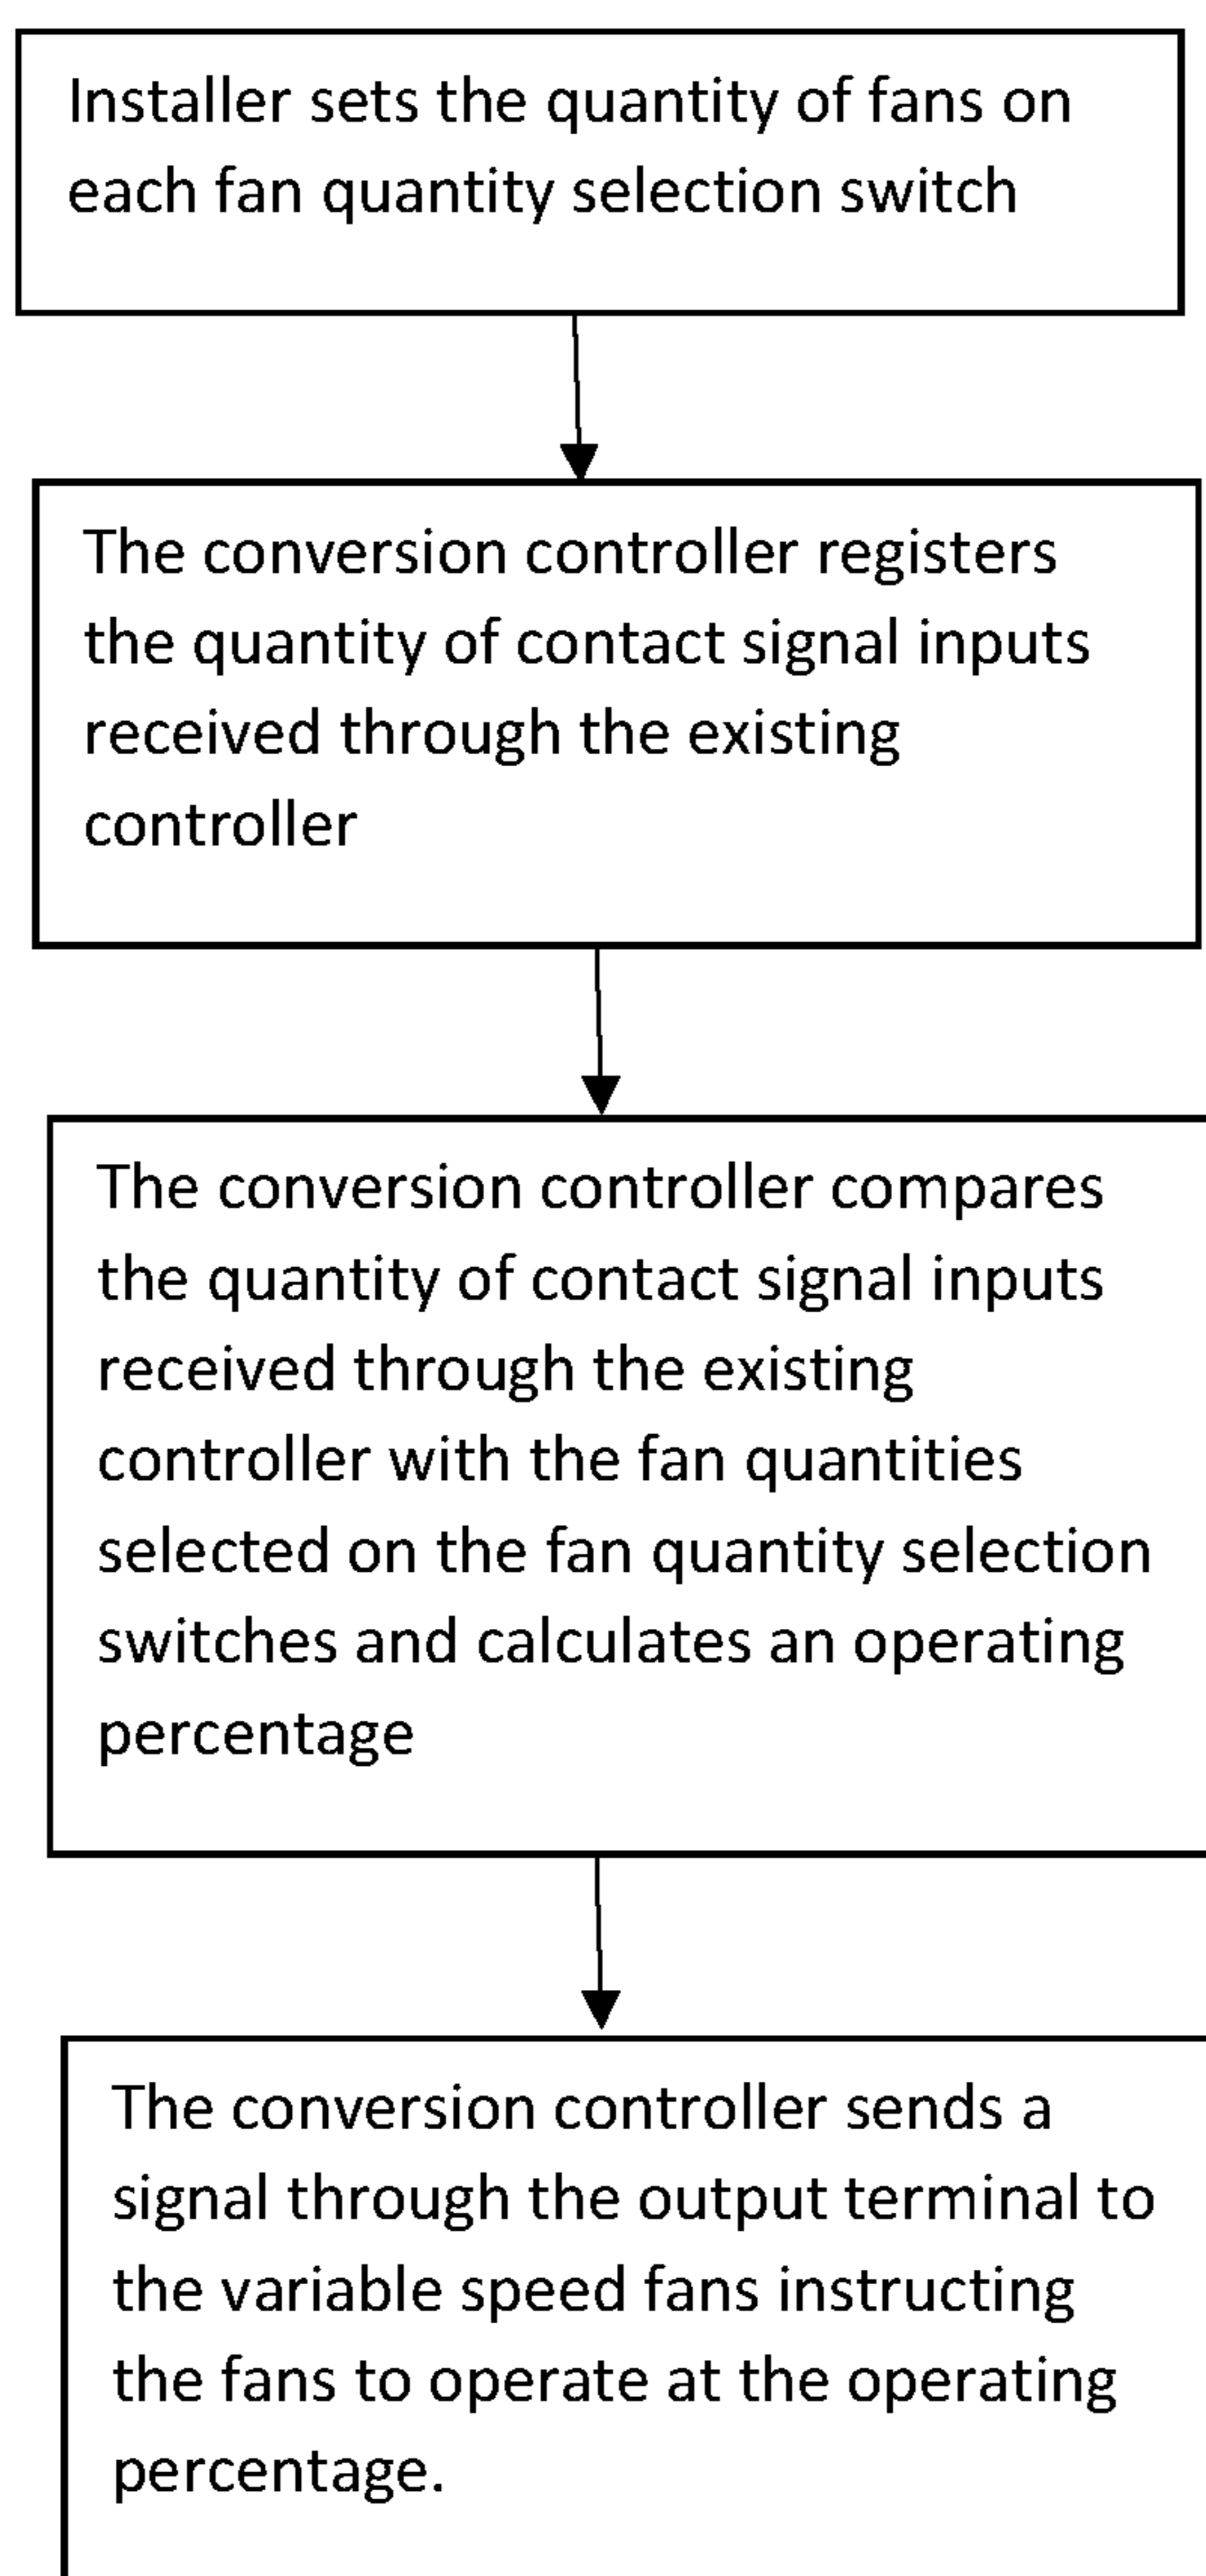 Installer sets the quantity of fans on
each fan quantity selection switch
The conversion controller registers
the quantity of contact signal inputs
received through the existing
controller
The conversion controller compares
the quantity of contact signal inputs
received through the existing
controller with the fan quantities
selected on the fan quantity selection
switches and calculates an operating
percentage
The conversion controller sends a
signal through the output terminal to
the variable speed fans instructing
the fans to operate at the operating
percentage.